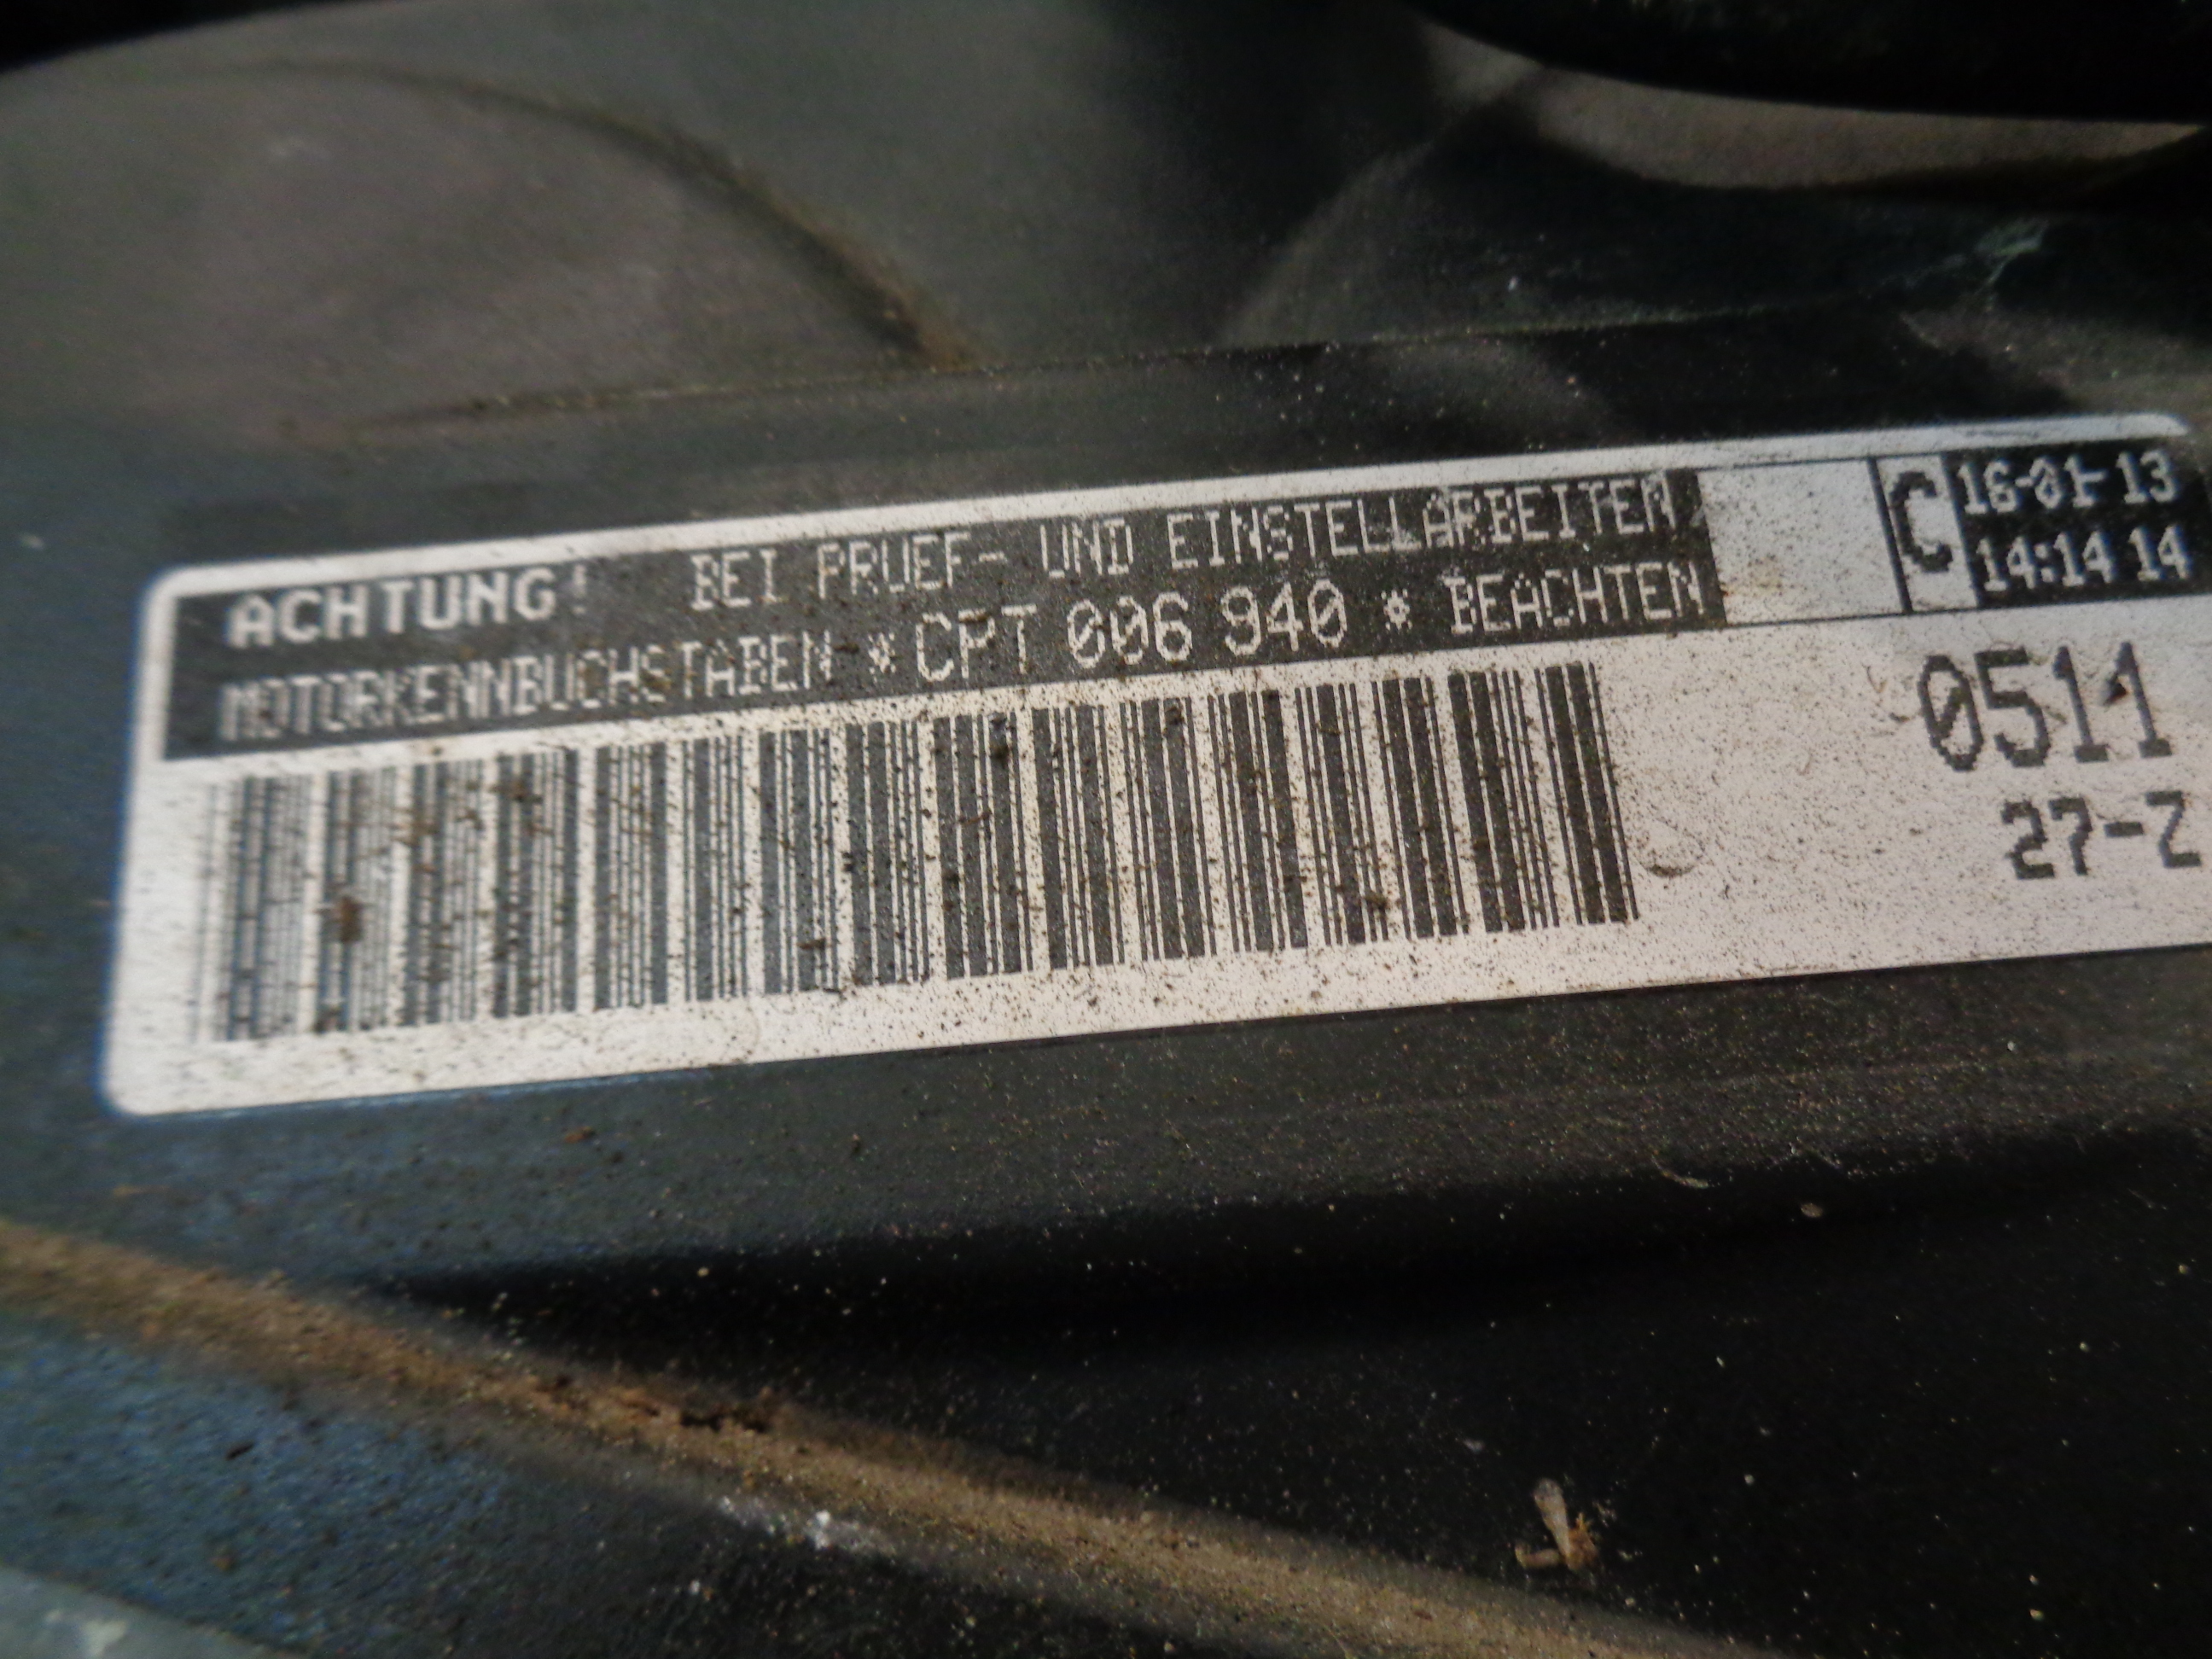 ACHTUNG! BEI PRUEF- UND EINSTELLARBEITEN
MOTORKENNBUCHSTABEN * CPT 006 940 * BEACHTEN
C
16-01-13
14:14 14
0511
27-Z